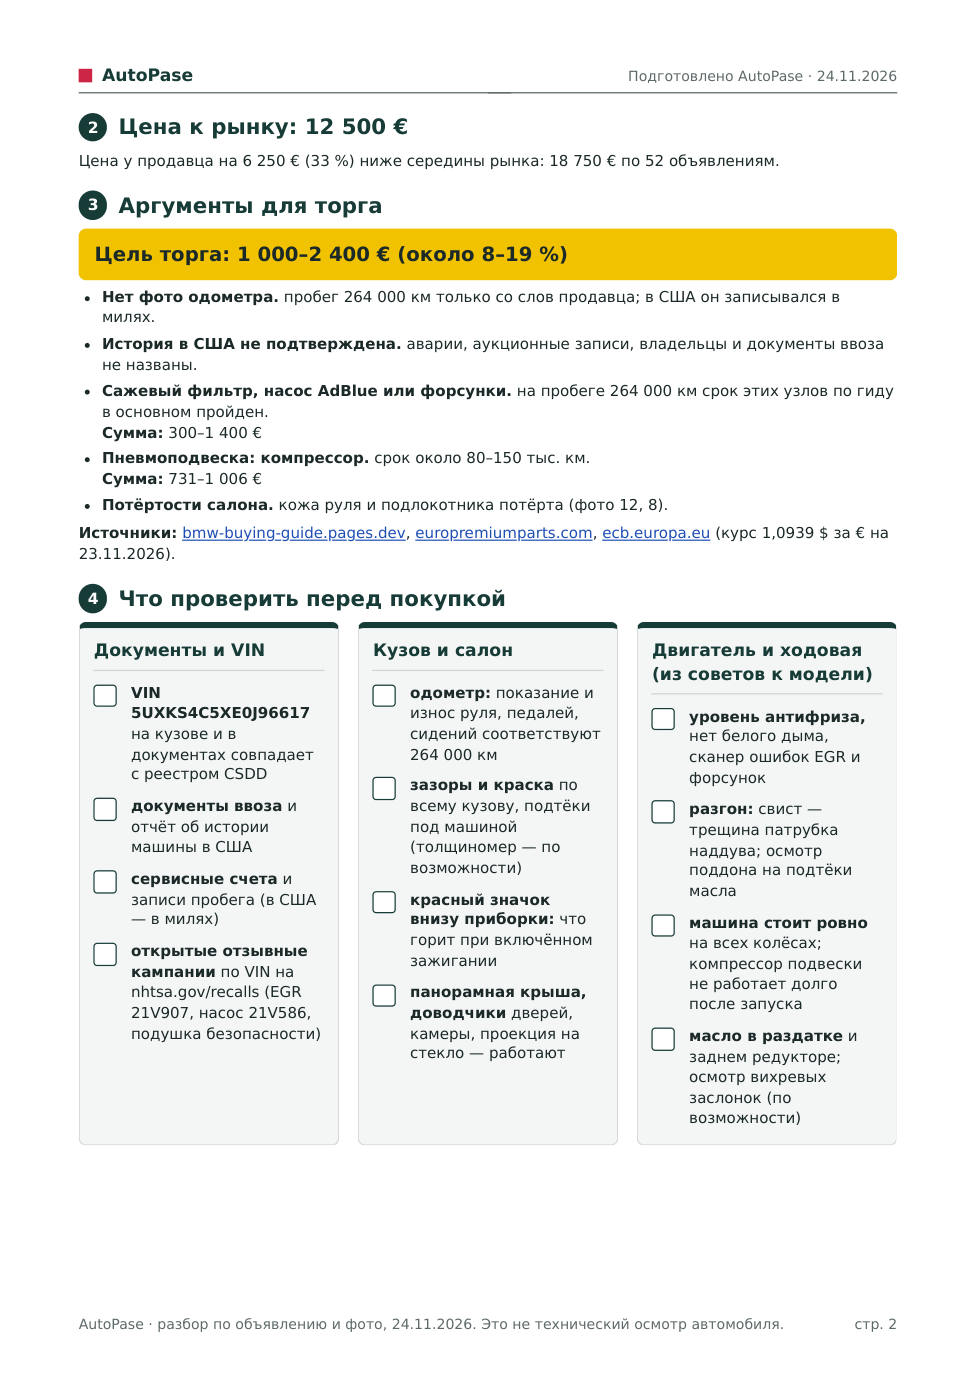 AutoPase
Подготовлено AutoPase · 24.11.2026
2 Цена к рынку: 12 500 €
Цена у продавца на 6 250 € (33 %) ниже середины рынка: 18 750 € по 52 объявлениям.
3 Аргументы для торга
Цель торга: 1 000–2 400 € (около 8–19 %)
• Нет фото одометра. пробег 264 000 км только со слов продавца; в США он записывался в
милях.
• История в США не подтверждена. аварии, аукционные записи, владельцы и документы ввоза
не названы.
• Сажевый фильтр, насос AdBlue или форсунки. на пробеге 264 000 км срок этих узлов по гиду
в основном пройден.
Сумма: 300–1 400 €
• Пневмоподвеска: компрессор. срок около 80–150 тыс. км.
Сумма: 731–1 006 €
• Потёртости салона. кожа руля и подлокотника потёрта (фото 12, 8).
Источники: bmw-buying-guide.pages.dev, europremiumparts.com, ecb.europa.eu (курс 1,0939 $ за € на
23.11.2026).
4 Что проверить перед покупкой
Документы и VIN
VIN
5UXKS4C5XE0J96617
на кузове и в
документах совпадает
с реестром CSDD
документы ввоза и
отчёт об истории
машины в США
сервисные счета и
записи пробега (в США
— в милях)
открытые отзывные
кампании по VIN на
nhtsa.gov/recalls (EGR
21V907, насос 21V586,
подушка безопасности)
Кузов и салон
одометр: показание и
износ руля, педалей,
сидений соответствуют
264 000 км
зазоры и краска по
всему кузову, подтёки
под машиной
(толщиномер — по
возможности)
красный значок
внизу приборки: что
горит при включённом
зажигании
панорамная крыша,
доводчики дверей,
камеры, проекция на
стекло — работают
Двигатель и ходовая
(из советов к модели)
уровень антифриза,
нет белого дыма,
сканер ошибок EGR и
форсунок
разгон: свист —
трещина патрубка
наддува; осмотр
поддона на подтёки
масла
машина стоит ровно
на всех колёсах;
компрессор подвески
не работает долго
после запуска
масло в раздатке и
заднем редукторе;
осмотр вихревых
заслонок (по
возможности)
AutoPase · разбор по объявлению и фото, 24.11.2026. Это не технический осмотр автомобиля.
стр. 2